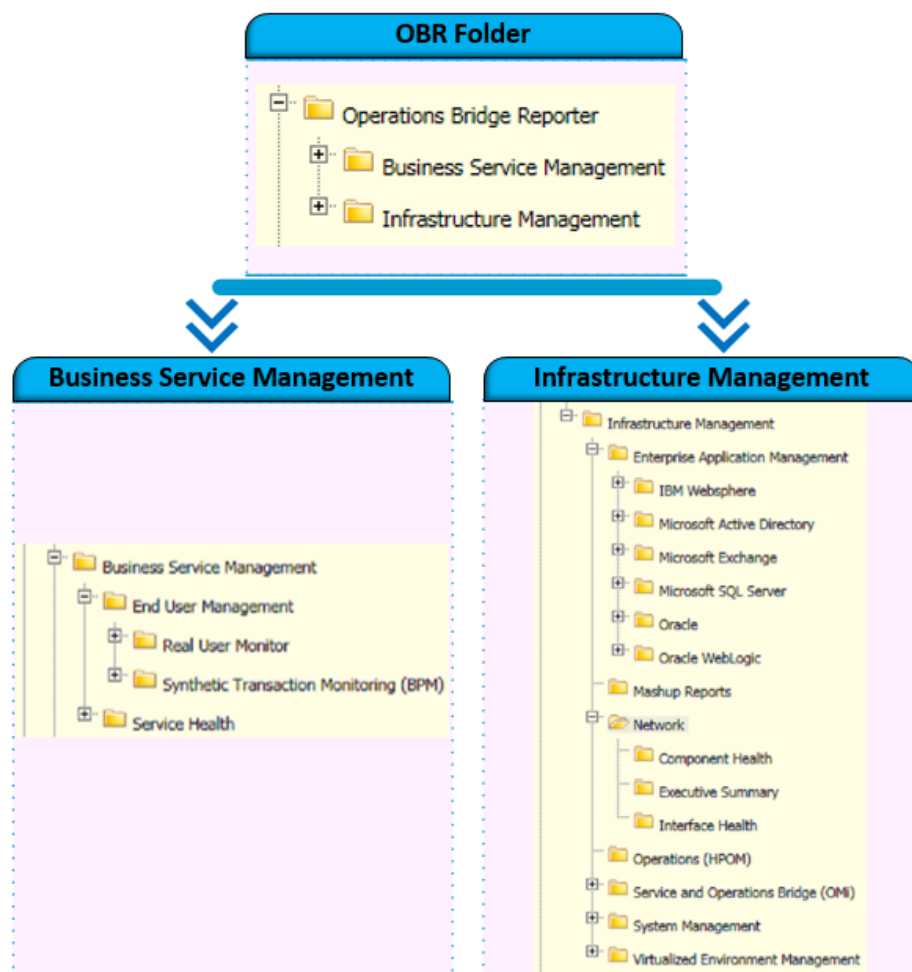 OBR Folder
Operations Bridge Reporter
Business Service Management
Infrastructure Management
Business Service Management
Business Service Management
End User Management
Real User Monitor
Synthetic Transaction Monitoring (BPM)
Service Health
Infrastructure Management
Infrastructure Management
Enterprise Application Management
IBM Websphere
Microsoft Active Directory
Microsoft Exchange
Microsoft SQL Server
Oracle
Oracle WebLogic
Mashup Reports
Network
Component Health
Executive Summary
Interface Health
Operations (HPOM)
Service and Operations Bridge (OMi)
System Management
Virtualized Environment Management